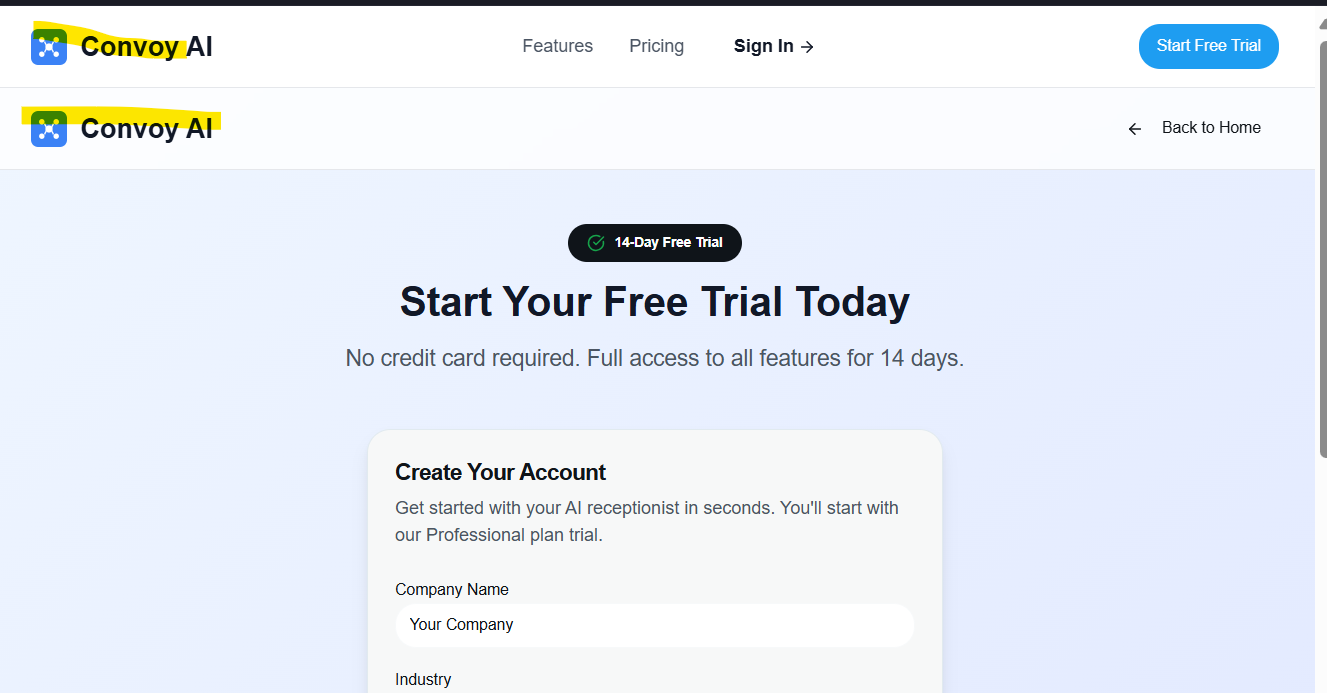 Convoy AI
Features
Pricing
Sign In →
Start Free Trial
Convoy AI
← Back to Home
14-Day Free Trial
Start Your Free Trial Today
No credit card required. Full access to all features for 14 days.
Create Your Account
Get started with your AI receptionist in seconds. You'll start with
our Professional plan trial.
Company Name
Your Company
Industry